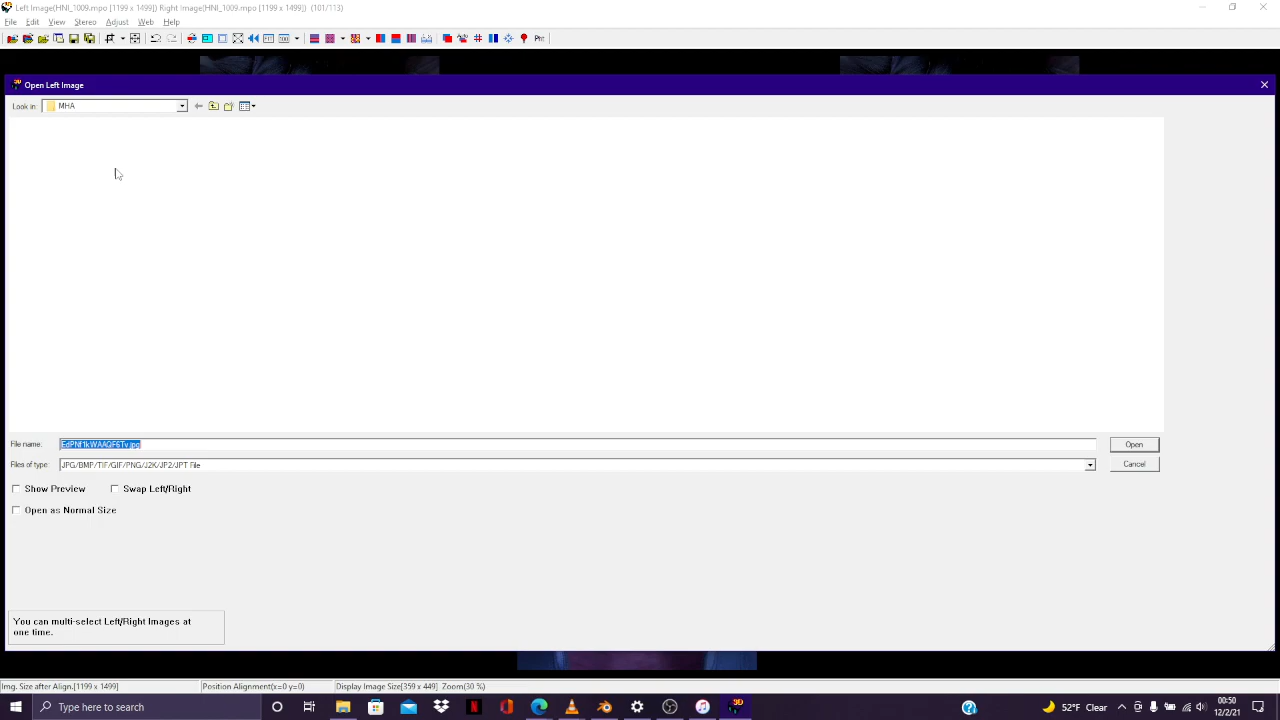 Left Image(HNI_1009.mpo [1199 x 1499]) Right Image(HNI_1009.mpo [1199 x 1499]) (101/113)
File Edit View Stereo Adjust Web Help
Pht
Open Left Image
Look in: MHA
File name: EdPNf1kWAAQF6Tv.jpg Open
Files of type: JPG/BMP/TIF/GIF/PNG/J2K/JP2/JPT File Cancel
Show Preview Swap Left/Right
Open as Normal Size
You can multi-select Left/Right Images at
one time.
Img. Size after Align.[1199 x 1499] Position Alignment(x=0 y=0) Display Image Size[359 x 449] Zoom(30 %)
Type here to search 52°F Clear 00:50
12/2/21